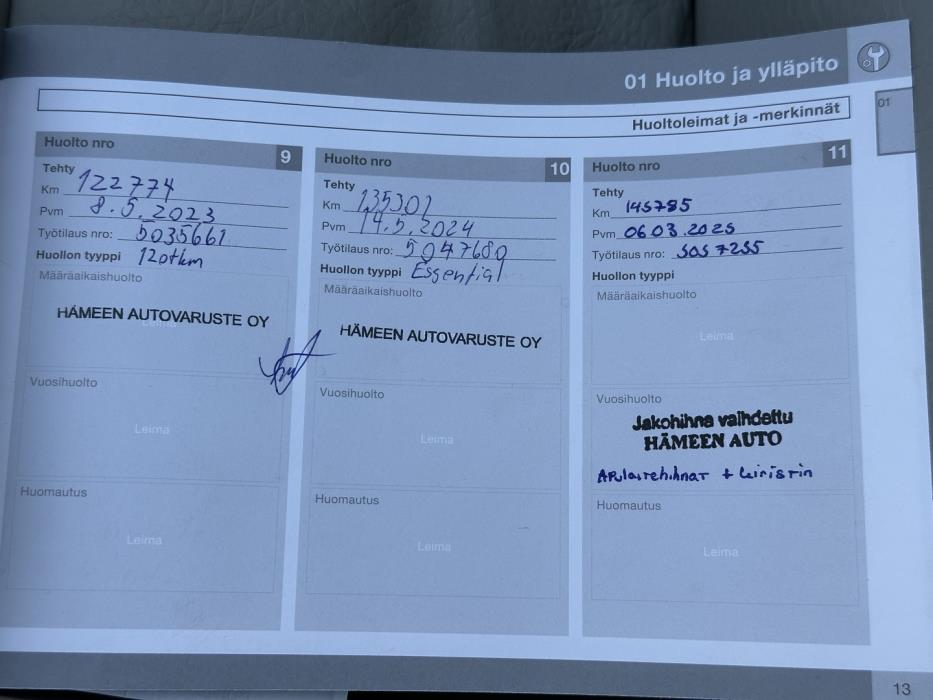 01 Huolto ja ylläpito
01
Huoltoleimat ja -merkinnät
Huolto nro 9
Tehty
Km 122774
Pvm 8.5.2023
Työtilaus nro: 5035661
Huollon tyyppi 120tkm
Määräaikaishuolto
Leima
HÄMEEN AUTOVARUSTE OY
Vuosihuolto
Leima
Huomautus
Leima
Huolto nro 10
Tehty
Km 135301
Pvm 14.5.2024
Työtilaus nro: 5047680
Huollon tyyppi Essential
Määräaikaishuolto
HÄMEEN AUTOVARUSTE OY
Vuosihuolto
Leima
Huomautus
Leima
Huolto nro 11
Tehty
Km 145785
Pvm 06.03.2025
Työtilaus nro: 5057255
Huollon tyyppi
Määräaikaishuolto
Leima
Vuosihuolto
Jakohihna vaihdettu
HÄMEEN AUTO
Apulaitehihnat + kiristin
Huomautus
Leima
13